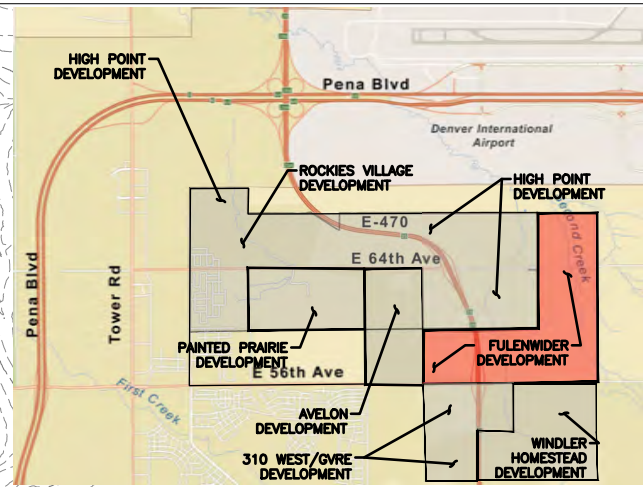 HIGH POINT
DEVELOPMENT
Pena Blvd
Denver International
Airport
ROCKIES VILLAGE
DEVELOPMENT
HIGH POINT
DEVELOPMENT
E-470
E 64th Ave
Second Creek
Pena Blvd
Tower Rd
PAINTED PRAIRIE
DEVELOPMENT
FULENWIDER
DEVELOPMENT
E 56th Ave
First Creek
AVELON
DEVELOPMENT
310 WEST/GVRE
DEVELOPMENT
WINDLER
HOMESTEAD
DEVELOPMENT